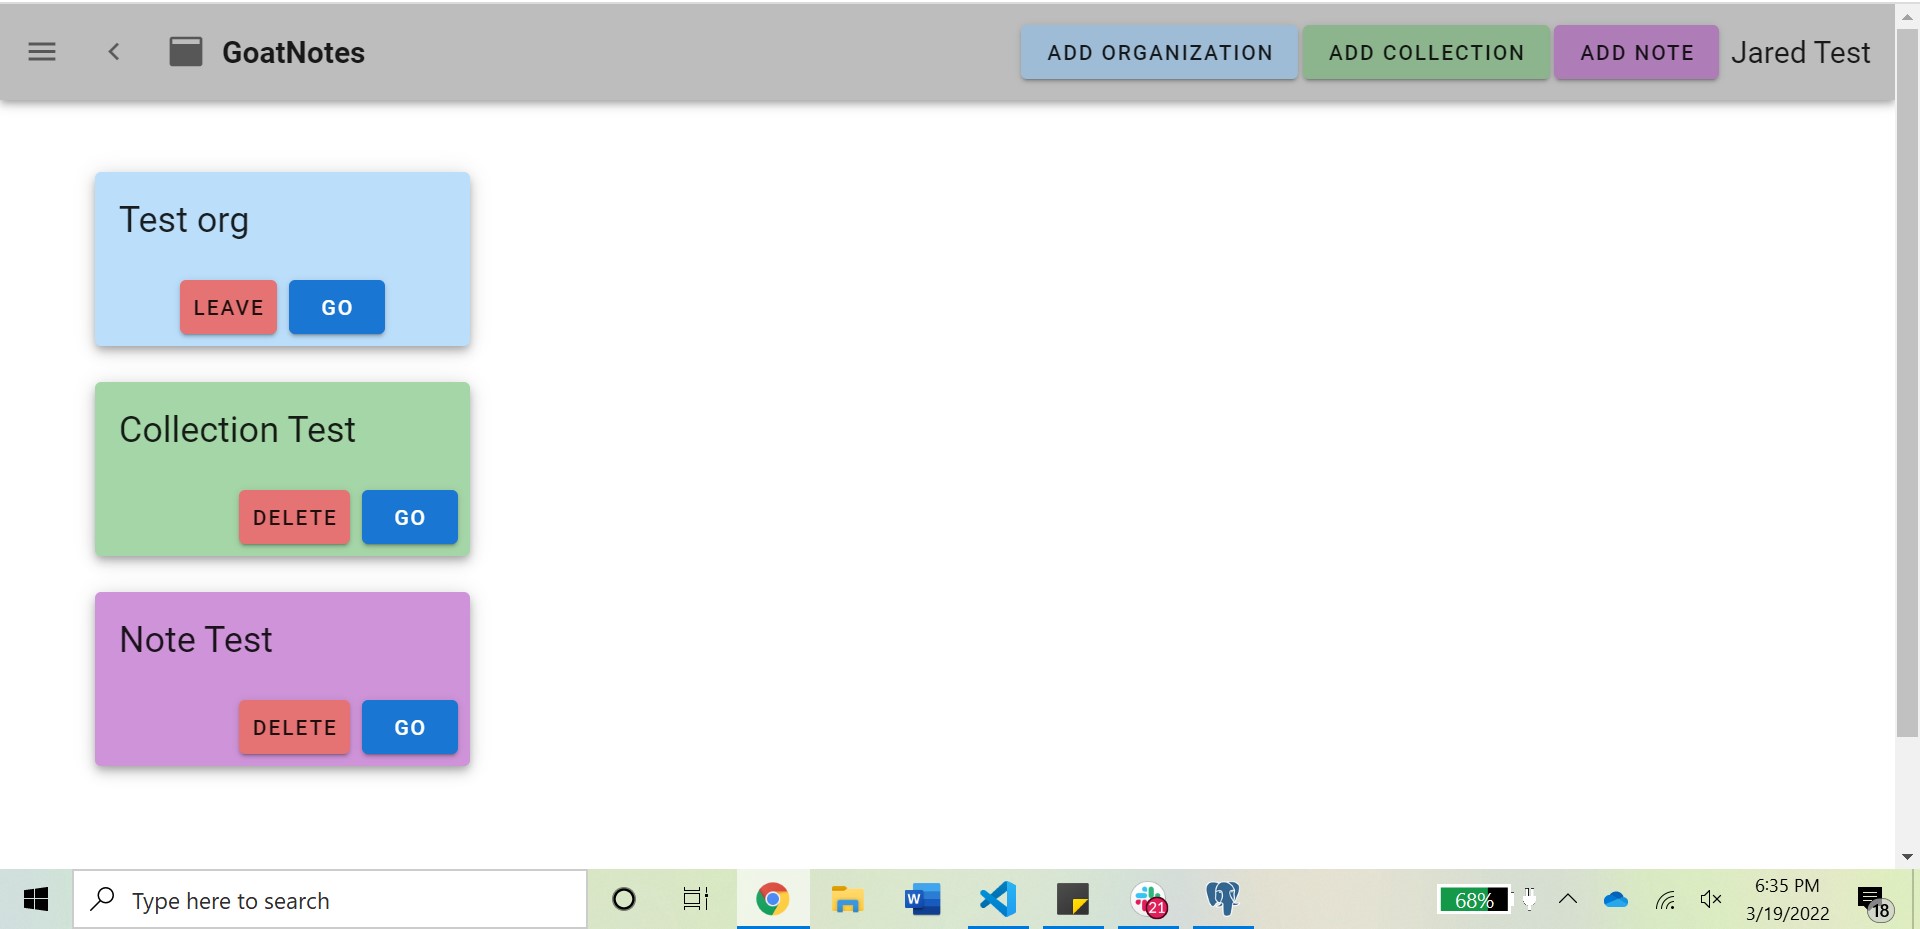 GoatNotes
ADD ORGANIZATION
ADD COLLECTION
ADD NOTE
Jared Test
Test org
LEAVE
GO
Collection Test
DELETE
GO
Note Test
DELETE
GO
Type here to search
W
21
68%
6:35 PM
3/19/2022
18